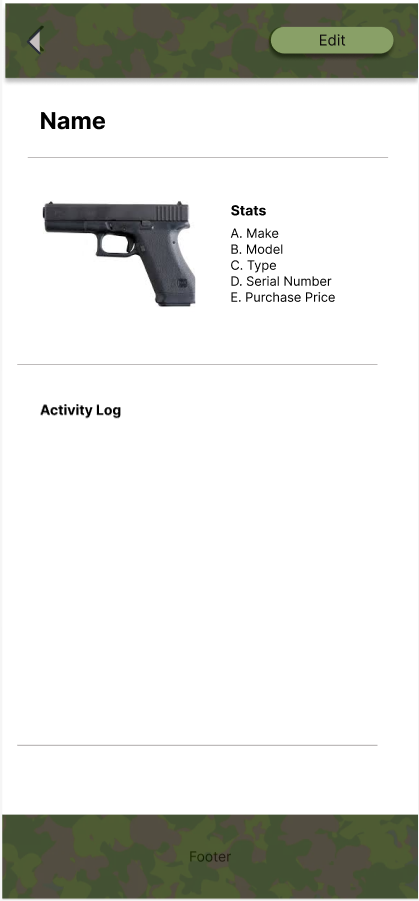 Edit
Name
Stats
A. Make
B. Model
C. Type
D. Serial Number
E. Purchase Price
Activity Log
Footer